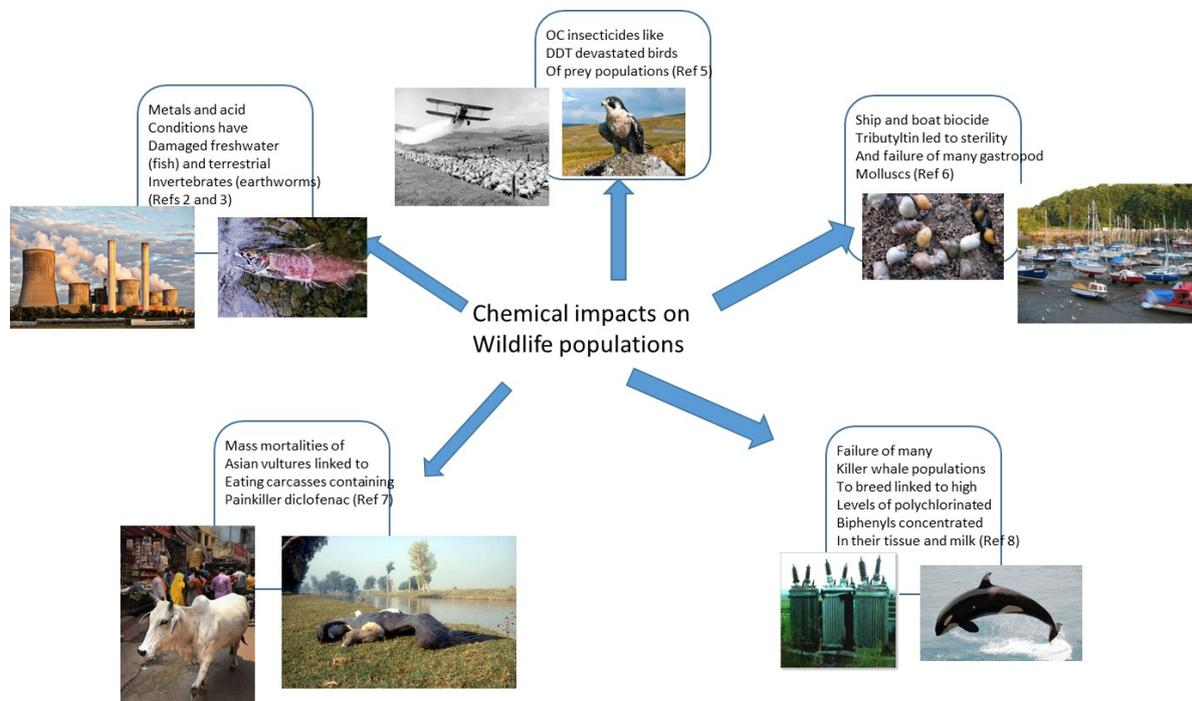 OC insecticides like
DDT devastated birds
Of prey populations (Ref 5)
Metals and acid
Conditions have
Damaged freshwater
(fish) and terrestrial
Invertebrates (earthworms)
(Refs 2 and 3)
Ship and boat biocide
Tributyltin led to sterility
And failure of many gastropod
Molluscs (Ref 6)
Chemical impacts on
Wildlife populations
Mass mortalities of
Asian vultures linked to
Eating carcasses containing
Painkiller diclofenac (Ref 7)
Failure of many
Killer whale populations
To breed linked to high
Levels of polychlorinated
Biphenyls concentrated
In their tissue and milk (Ref 8)